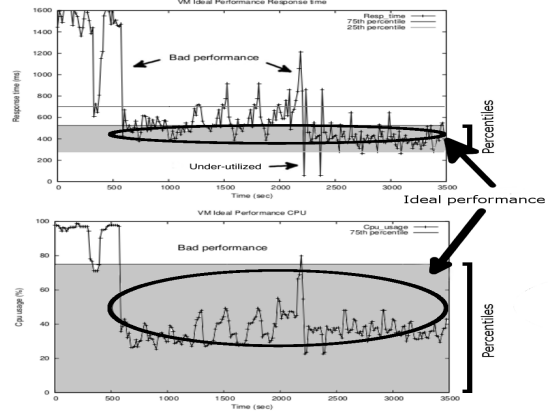 VM Ideal Performance Response time
Resp_time
75th percentile
25th percentile
Response time (ms)
1600
1400
1200
1000
800
600
400
200
0
Bad performance
Under-utilized
Percentiles
0 500 1000 1500 2000 2500 3000 3500
Time (sec)
Ideal performance
VM Ideal Performance CPU
Cpu_usage
75th percentile
Cpu usage (%)
100
80
60
40
20
0
Bad performance
Percentiles
0 500 1000 1500 2000 2500 3000 3500
Time (sec)